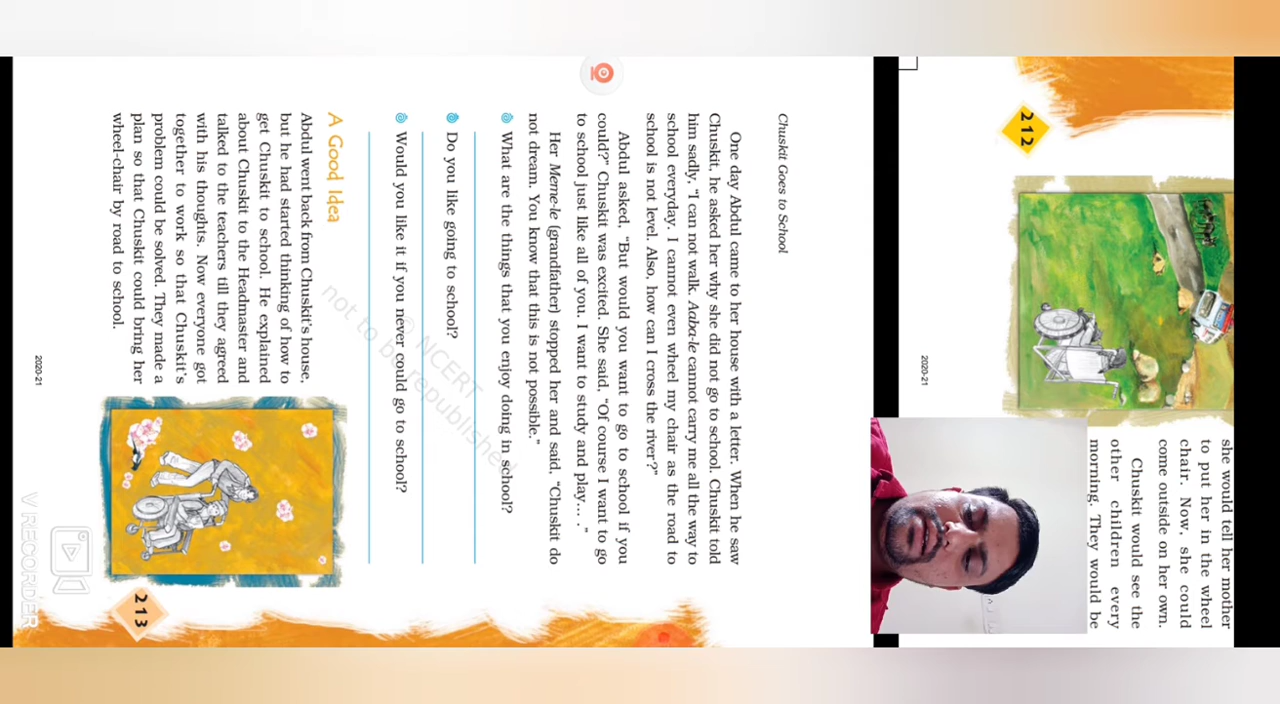 212
she would tell her mother
to put her in the wheel
chair. Now, she could
come outside on her own.
Chuskit would see the
other children every
morning. They would be
2020-21
Chuskit Goes to School
One day Abdul came to her house with a letter. When he saw
Chuskit, he asked her why she did not go to school. Chuskit told
him sadly, “I can not walk. Aaba-le cannot carry me all the way to
school everyday. I cannot even wheel my chair as the road to
school is not level. Also, how can I cross the river?”
Abdul asked, “But would you want to go to school if you
could?” Chuskit was excited. She said, “Of course I want to go
to school just like all of you. I want to study and play… . ”
Her Meme-le (grandfather) stopped her and said, “Chuskit do
not dream. You know that this is not possible.”
What are the things that you enjoy doing in school?
Do you like going to school?
Would you like it if you never could go to school?
A Good Idea
Abdul went back from Chuskit’s house,
but he had started thinking of how to
get Chuskit to school. He explained
about Chuskit to the Headmaster and
talked to the teachers till they agreed
with his thoughts. Now everyone got
together to work so that Chuskit’s
problem could be solved. They made a
plan so that Chuskit could bring her
wheel-chair by road to school.
213
2020-21
© NCERT
not to be republished
V RECORDER